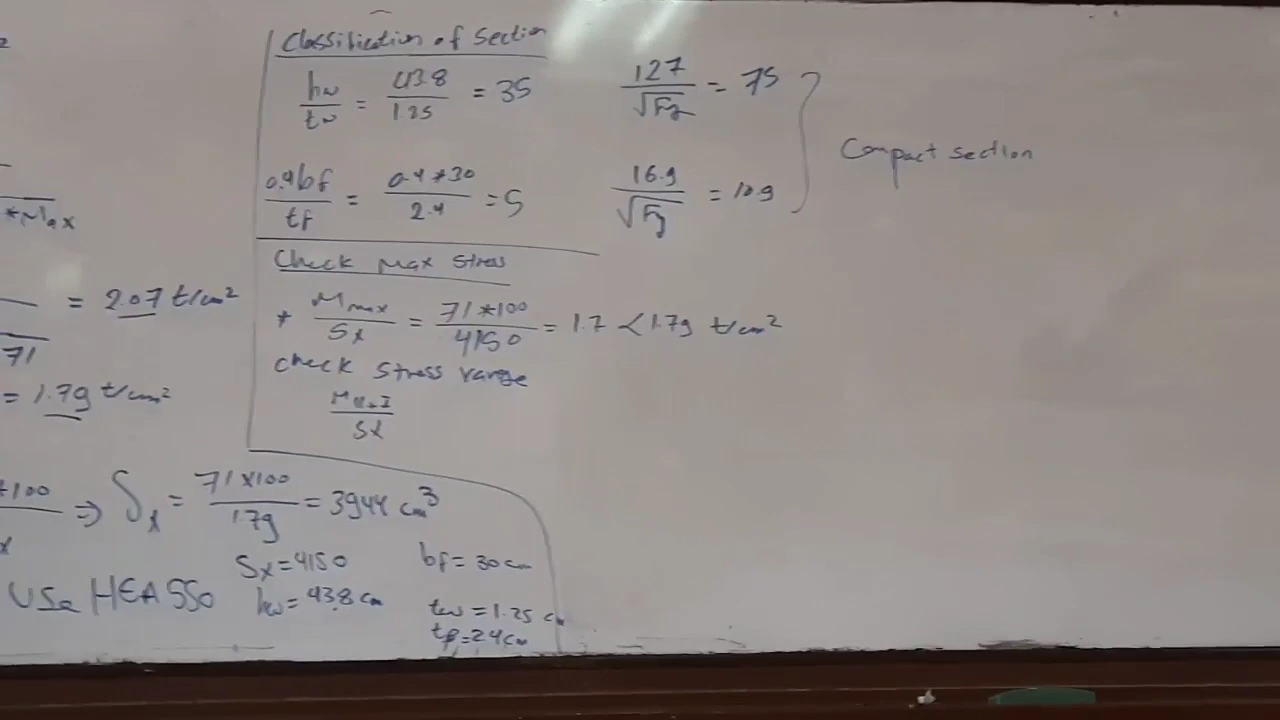 Classification of Section
hw/tw = 43.8/1.25 = 35    127/√Fy = 75
Compact section
0.4bf/tf = 0.4*30/2.4 = 5    16.9/√Fy = 10.9
*Max
Check Max Stress
= 2.07 t/cm²
* Mmax/Sx = 71*100/4150 = 1.7 < 1.79 t/cm²
71
Check Stress range
= 1.79 t/cm²
*100 ⇒ Sx = 71×100/1.79 = 3944 cm³
Sx = 4150    bf = 30 cm
Use HEA 550    hw = 43.8 cm    tw = 1.25 cm
tf = 2.4 cm